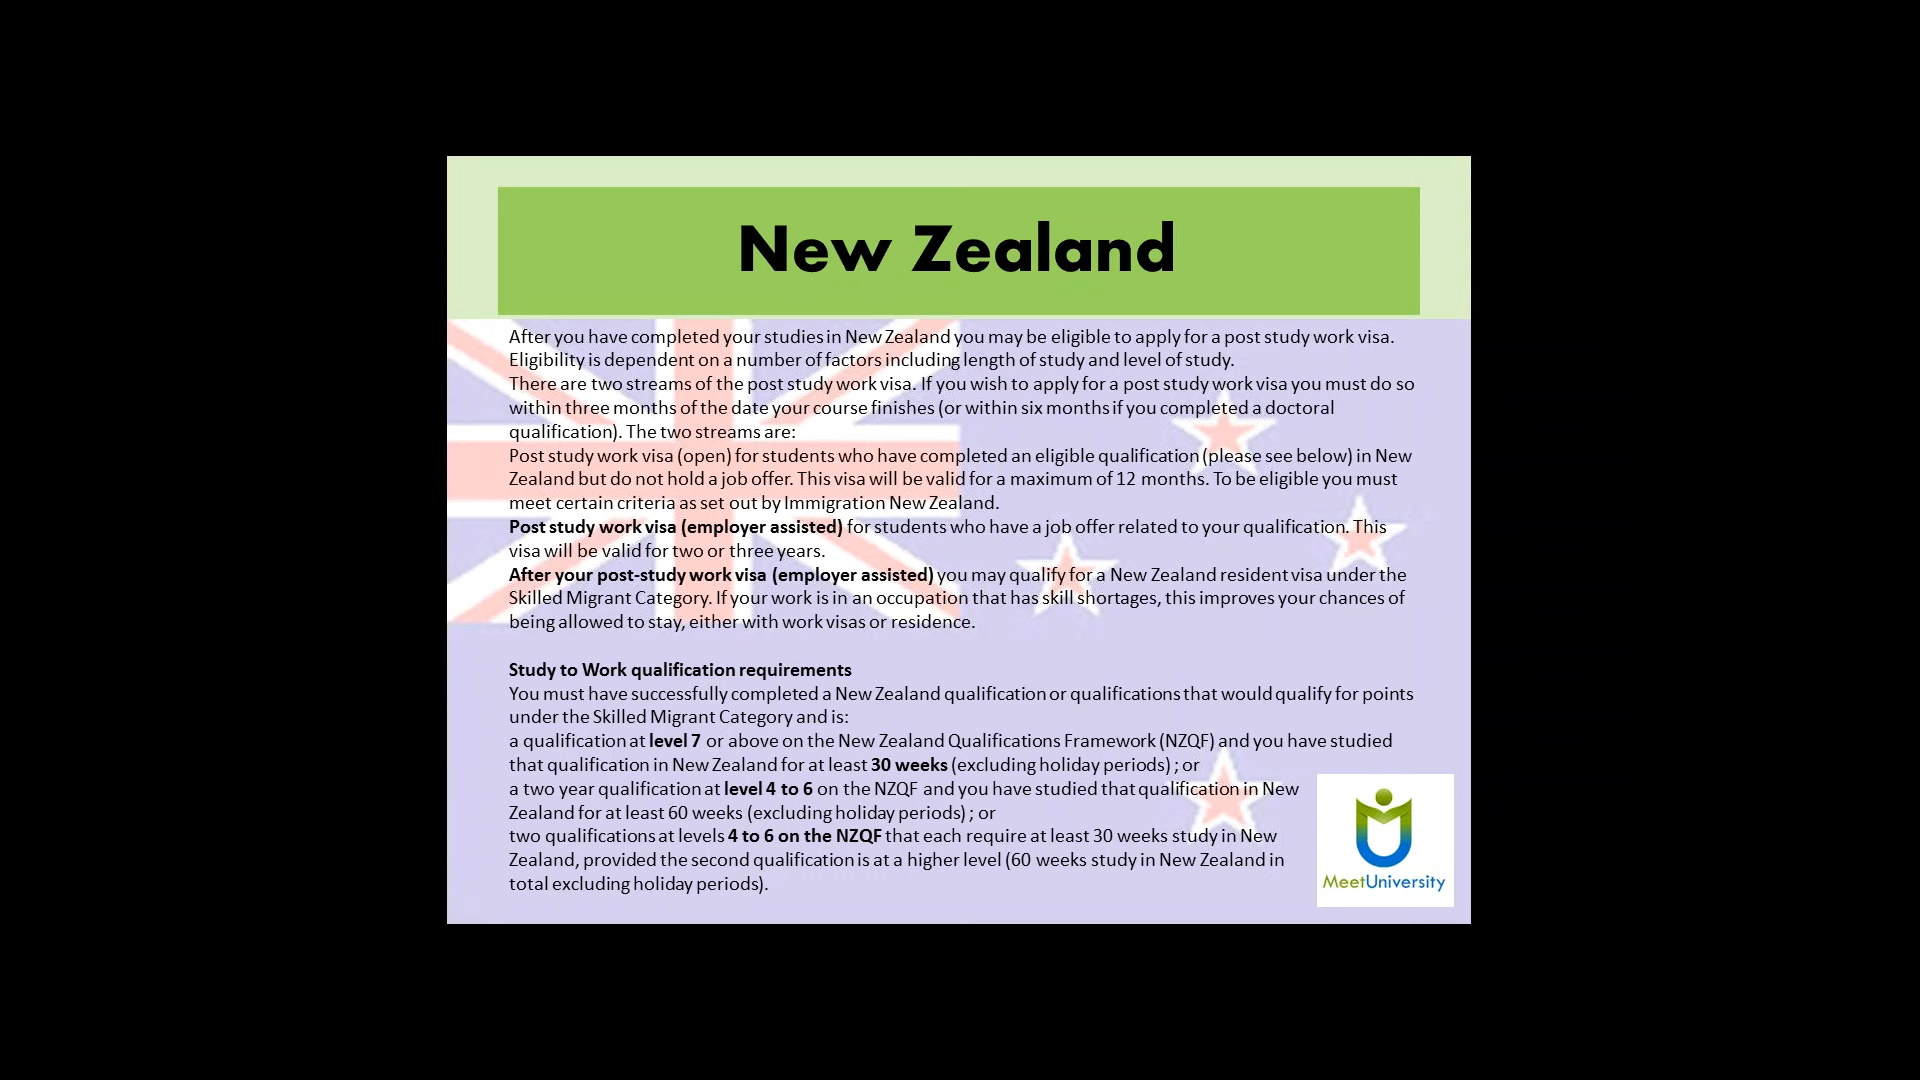 New Zealand
After you have completed your studies in New Zealand you may be eligible to apply for a post study work visa.
Eligibility is dependent on a number of factors including length of study and level of study.
There are two streams of the post study work visa. If you wish to apply for a post study work visa you must do so
within three months of the date your course finishes (or within six months if you completed a doctoral
qualification). The two streams are:
Post study work visa (open) for students who have completed an eligible qualification (please see below) in New
Zealand but do not hold a job offer. This visa will be valid for a maximum of 12 months. To be eligible you must
meet certain criteria as set out by Immigration New Zealand.
Post study work visa (employer assisted) for students who have a job offer related to your qualification. This
visa will be valid for two or three years.
After your post-study work visa (employer assisted) you may qualify for a New Zealand resident visa under the
Skilled Migrant Category. If your work is in an occupation that has skill shortages, this improves your chances of
being allowed to stay, either with work visas or residence.
Study to Work qualification requirements
You must have successfully completed a New Zealand qualification or qualifications that would qualify for points
under the Skilled Migrant Category and is:
a qualification at level 7 or above on the New Zealand Qualifications Framework (NZQF) and you have studied
that qualification in New Zealand for at least 30 weeks (excluding holiday periods) ; or
a two year qualification at level 4 to 6 on the NZQF and you have studied that qualification in New
Zealand for at least 60 weeks (excluding holiday periods) ; or
two qualifications at levels 4 to 6 on the NZQF that each require at least 30 weeks study in New
Zealand, provided the second qualification is at a higher level (60 weeks study in New Zealand in
total excluding holiday periods).
MeetUniversity